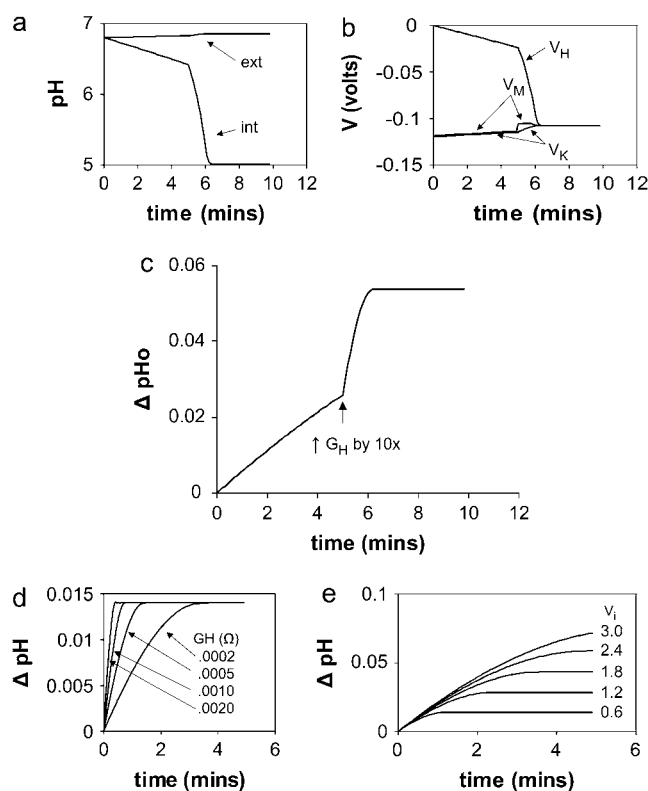 a
7
6
5
pH
ext
int
0 2 4 6 8 10 12
time (mins)
b
0
-0.05
-0.1
-0.15
V (volts)
V_H
V_M
V_K
0 2 4 6 8 10 12
time (mins)
c
0.06
0.04
0.02
0
Δ pHo
↑ G_H by 10x
0 2 4 6 8 10 12
time (mins)
d
0.015
0.01
0.005
0
Δ pH
GH (Ω)
.0002
.0005
.0010
.0020
0 2 4 6
time (mins)
e
0.1
0.05
0
Δ pH
V_i
3.0
2.4
1.8
1.2
0.6
0 2 4 6
time (mins)